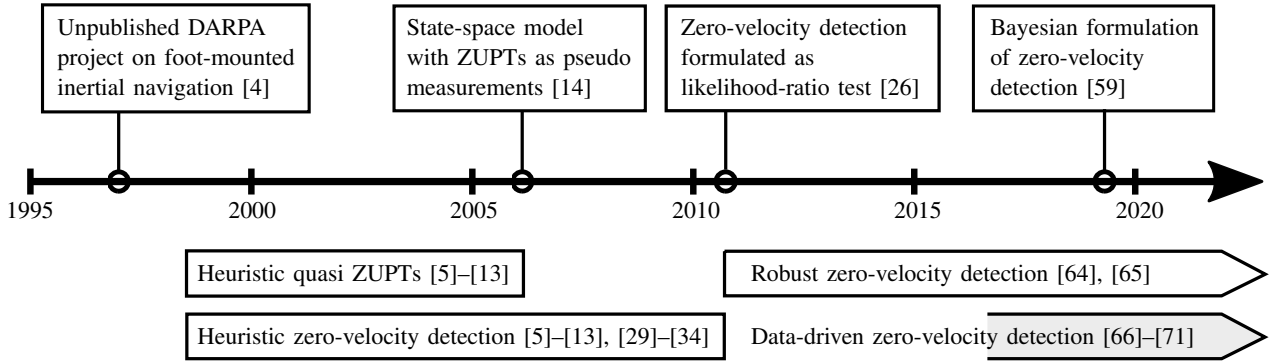 Unpublished DARPA
project on foot-mounted
inertial navigation [4]
State-space model
with ZUPTs as pseudo
measurements [14]
Zero-velocity detection
formulated as
likelihood-ratio test [26]
Bayesian formulation
of zero-velocity
detection [59]
1995 2000 2005 2010 2015 2020
Heuristic quasi ZUPTs [5]–[13]
Robust zero-velocity detection [64], [65]
Heuristic zero-velocity detection [5]–[13], [29]–[34]
Data-driven zero-velocity detection [66]–[71]